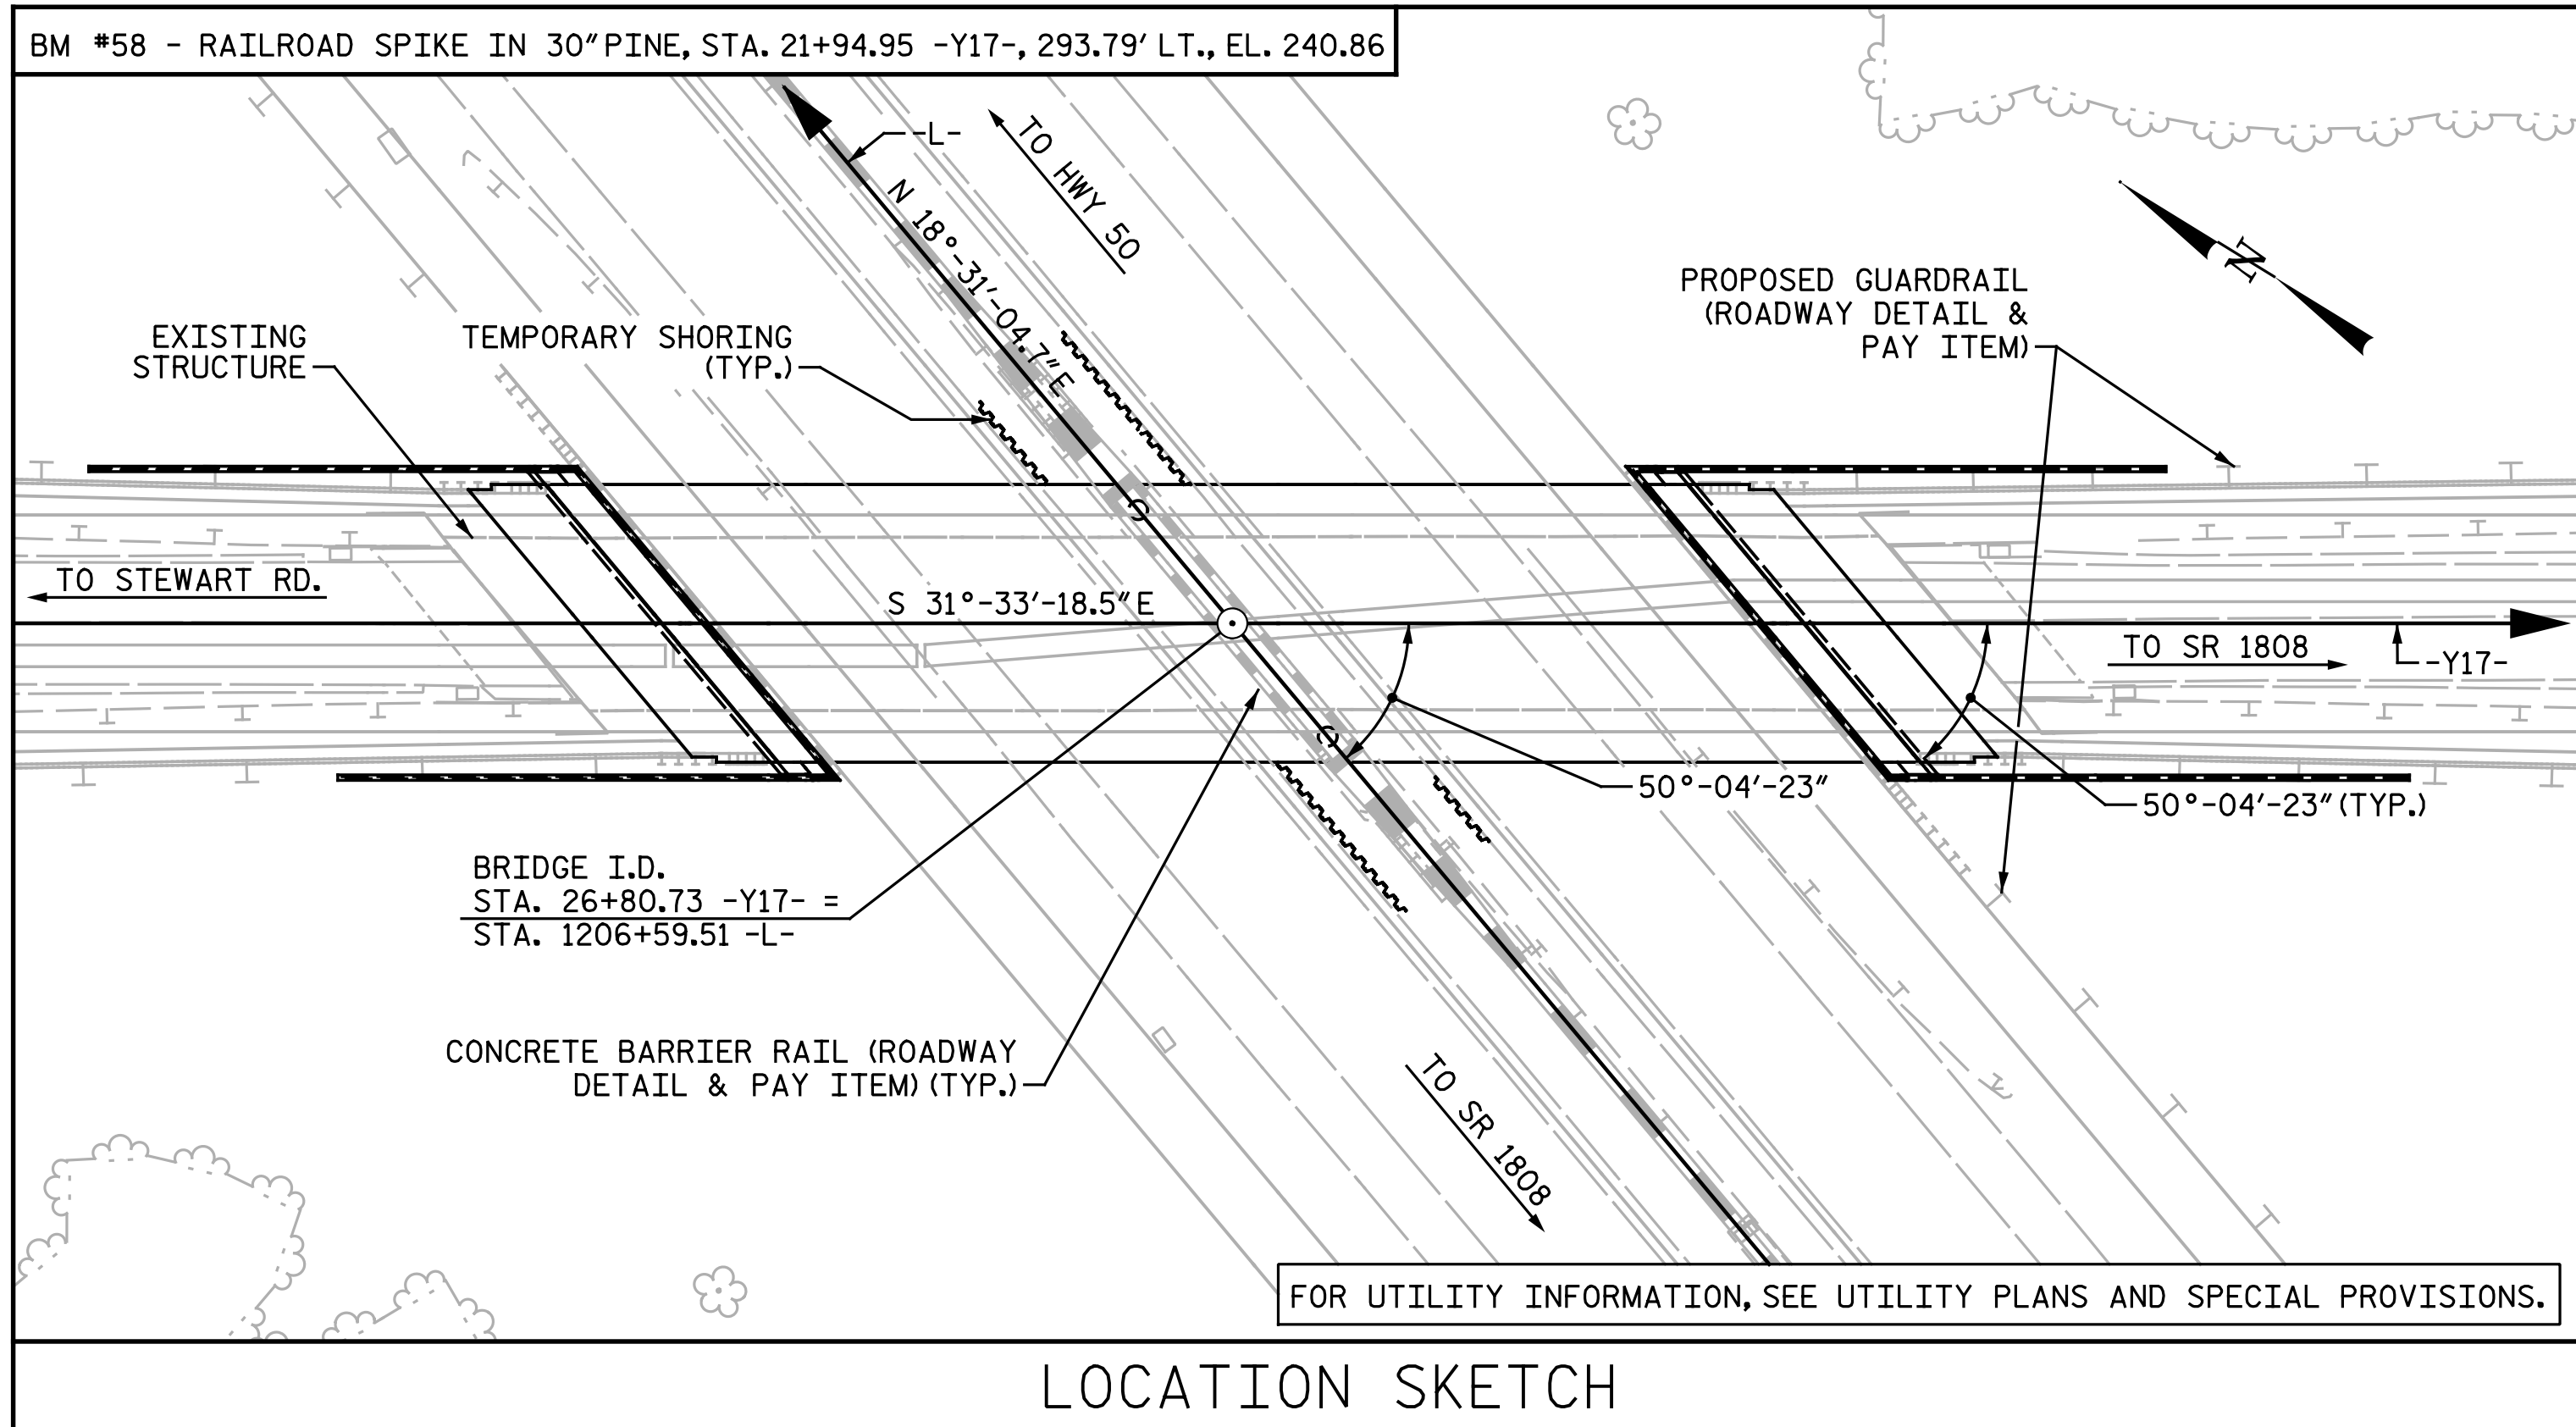 BM #58 - RAILROAD SPIKE IN 30" PINE, STA. 21+94.95 -Y17-, 293.79' LT., EL. 240.86
-L-
TO HWY 50
N 18°-31'-04.7" E
N
PROPOSED GUARDRAIL
(ROADWAY DETAIL &
PAY ITEM)
EXISTING
STRUCTURE
TEMPORARY SHORING
(TYP.)
TO STEWART RD.
S 31°-33'-18.5" E
TO SR 1808
-Y17-
50°-04'-23"
50°-04'-23" (TYP.)
BRIDGE I.D.
STA. 26+80.73 -Y17- =
STA. 1206+59.51 -L-
CONCRETE BARRIER RAIL (ROADWAY
DETAIL & PAY ITEM) (TYP.)
TO SR 1808
FOR UTILITY INFORMATION, SEE UTILITY PLANS AND SPECIAL PROVISIONS.
LOCATION SKETCH